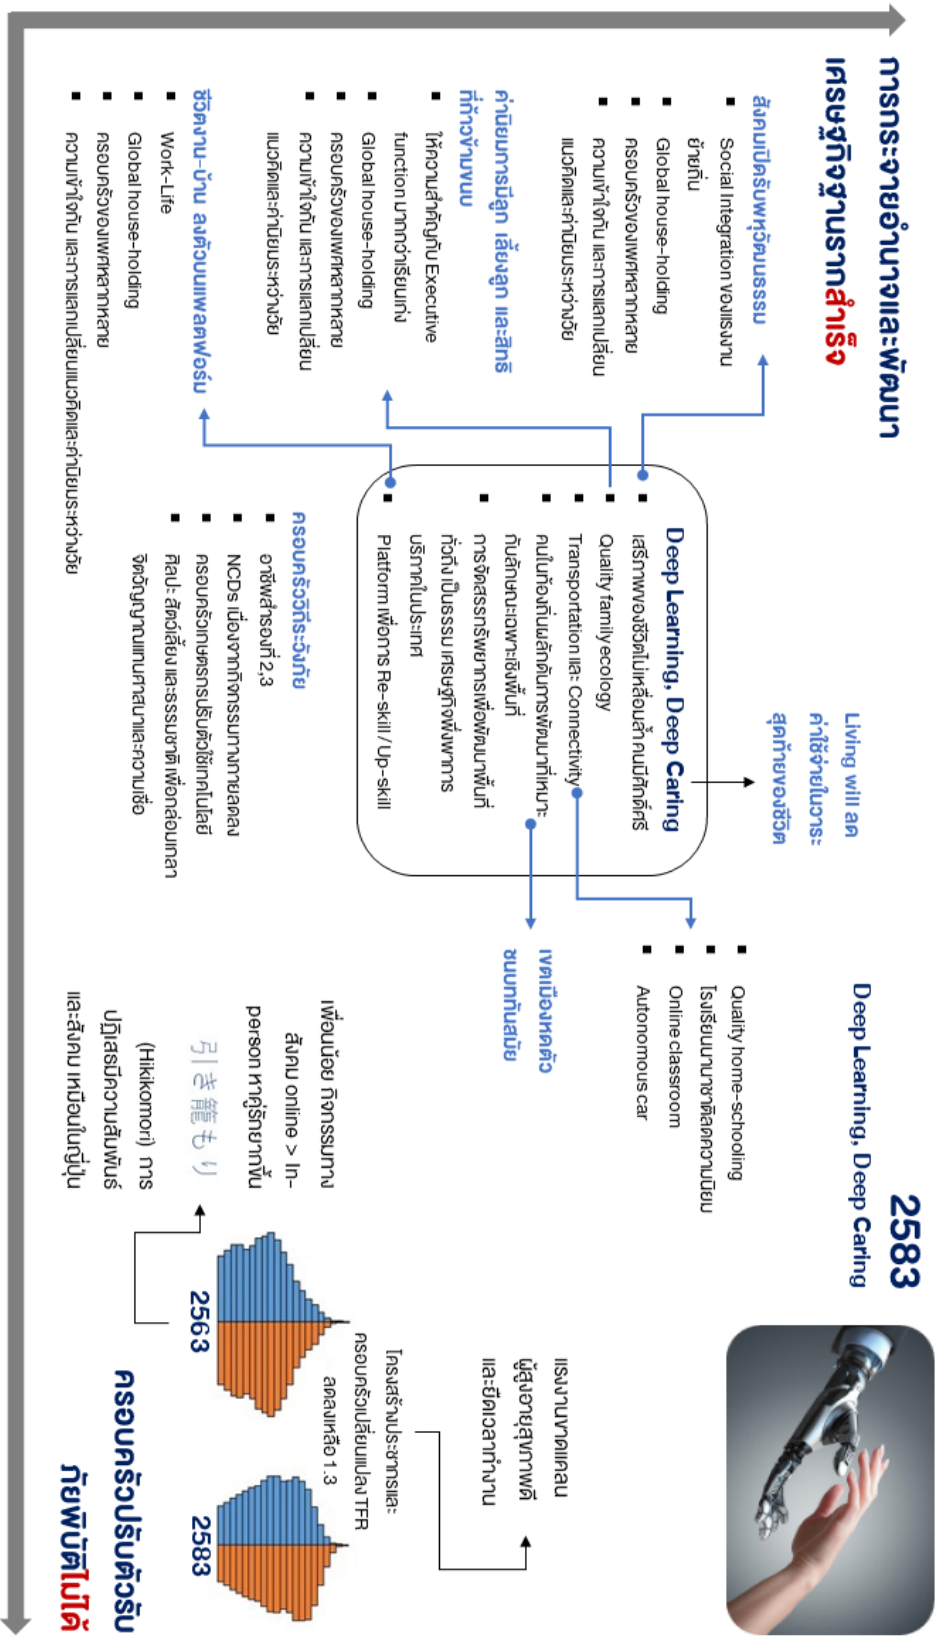 การกระจายอำนาจและพัฒนา
เศรษฐกิจฐานรากสำเร็จ
สังคมเปิดรับพหุวัฒนธรรม
▪ Social Integration ของแรงงาน
ย้ายถิ่น
▪ Global house-holding
▪ ครอบครัวของเพศหลากหลาย
▪ ความเข้าใจกัน และการแลกเปลี่ยน
แนวคิดและค่านิยมระหว่างวัย
ค่านิยมการมีลูก เลี้ยงลูก และสิทธิ
ที่ก้าวข้ามขนบ
▪ ให้ความสำคัญกับ Executive
function มากกว่าเรียนเก่ง
▪ Global house-holding
▪ ครอบครัวของเพศหลากหลาย
▪ ความเข้าใจกัน และการแลกเปลี่ยน
แนวคิดและค่านิยมระหว่างวัย
ชีวิตงาน-บ้าน ลงตัวบนแพลตฟอร์ม
▪ Work-Life
▪ Global house-holding
▪ ครอบครัวของเพศหลากหลาย
▪ ความเข้าใจกัน และการแลกเปลี่ยนแนวคิดและค่านิยมระหว่างวัย
Living will ลด
ค่าใช้จ่ายในวาระ
สุดท้ายของชีวิต
Deep Learning, Deep Caring
▪ เสรีภาพของชีวิตไม่เหลื่อมล้ำ คนมีศักดิ์ศรี
▪ Quality family ecology
▪ Transportation และ Connectivity
▪ คนในท้องถิ่นผลักดันการพัฒนาที่เหมาะ
กับลักษณะเฉพาะเชิงพื้นที่
▪ การจัดสรรทรัพยากรเพื่อพัฒนาพื้นที่
ทั่วถึง เป็นธรรม เศรษฐกิจพึ่งพาการ
บริโภคในประเทศ
▪ Platform เพื่อการ Re-skill / Up-skill
ครอบครัววิถีระวังภัย
▪ อาชีพสำรองที่ 2,3
▪ NCDs เนื่องจากกิจกรรมทางกายลดลง
▪ ครอบครัวเกษตรกรปรับตัวใช้เทคโนโลยี
▪ ศิลปะ สัตว์เลี้ยง และธรรมชาติ เพื่อกล่อมเกลา
จิตวิญญาณแทนศาสนาและความเชื่อ
2583
Deep Learning, Deep Caring
▪ Quality home-schooling
▪ โรงเรียนนานาชาติลดความนิยม
▪ Online classroom
▪ Autonomous car
เขตเมืองหดตัว
ชนบททันสมัย
แรงงานขาดแคลน
ผู้สูงอายุสุขภาพดี
และยืดเวลาทำงาน
เพื่อนน้อย กิจกรรมทาง
สังคม online > In-
person หาคู่รักยากขึ้น
引き籠もり
(Hikikomori) การ
ปฏิเสธมีความสัมพันธ์
และสังคม เหมือนในญี่ปุ่น
โครงสร้างประชากรและ
ครอบครัวเปลี่ยนแปลง TFR
ลดลงเหลือ 1.3
2563
2583
ครอบครัวปรับตัวรับ
ภัยพิบัติไม่ได้